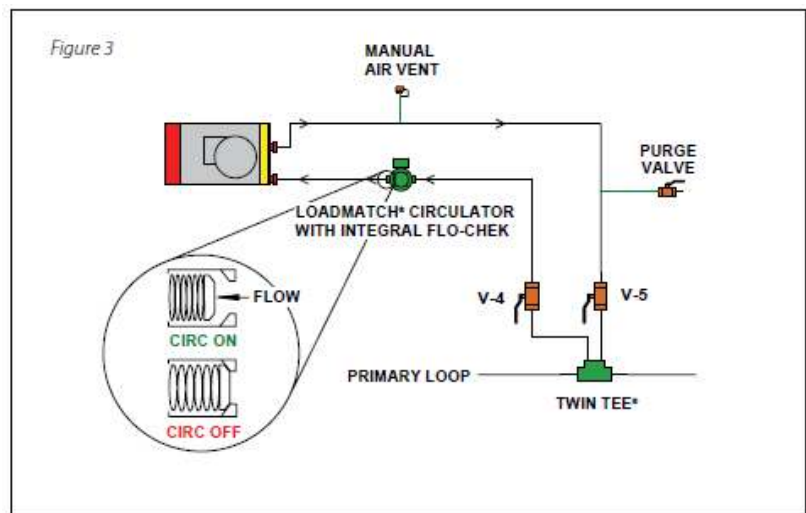 Figure 3
MANUAL
AIR VENT
PURGE
VALVE
LOADMATCH® CIRCULATOR
WITH INTEGRAL FLO-CHEK
FLOW
CIRC ON
CIRC OFF
V-4
V-5
PRIMARY LOOP
TWIN TEE®